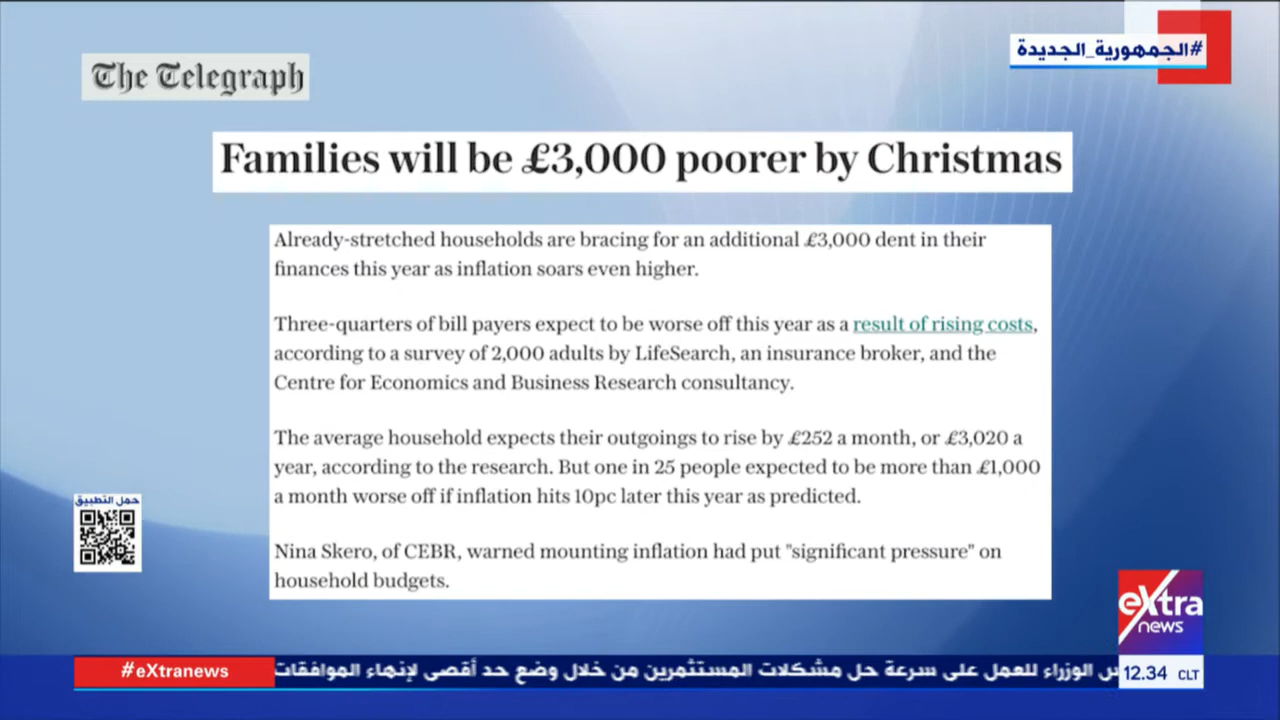 #الجمهورية_الجديدة
The Telegraph
Families will be £3,000 poorer by Christmas
Already-stretched households are bracing for an additional £3,000 dent in their
finances this year as inflation soars even higher.
Three-quarters of bill payers expect to be worse off this year as a result of rising costs,
according to a survey of 2,000 adults by LifeSearch, an insurance broker, and the
Centre for Economics and Business Research consultancy.
The average household expects their outgoings to rise by £252 a month, or £3,020 a
year, according to the research. But one in 25 people expected to be more than £1,000
a month worse off if inflation hits 10pc later this year as predicted.
Nina Skero, of CEBR, warned mounting inflation had put "significant pressure" on
household budgets.
حمل التطبيق
eXtra
news
#eXtranews
الوزراء للعمل على سرعة حل مشكلات المستثمرين من خلال وضع حد أقصى لإنهاء الموافقات
12.34 CLT